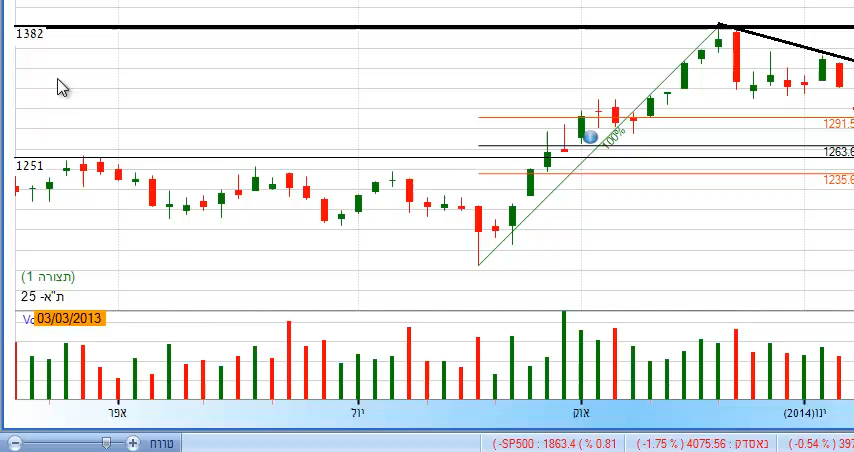 1382
100%
1291.5
1263.6
1251
1235.6
(תצורה 1)
ת"א- 25
03/03/2013
אפר
יול
אוק
ינו(2014)
טררח
(- SP500 : 1863.4 ( % 0.81
נאסדק : 4075.56 ( % 1.75-)
(-0.54 % ) 397